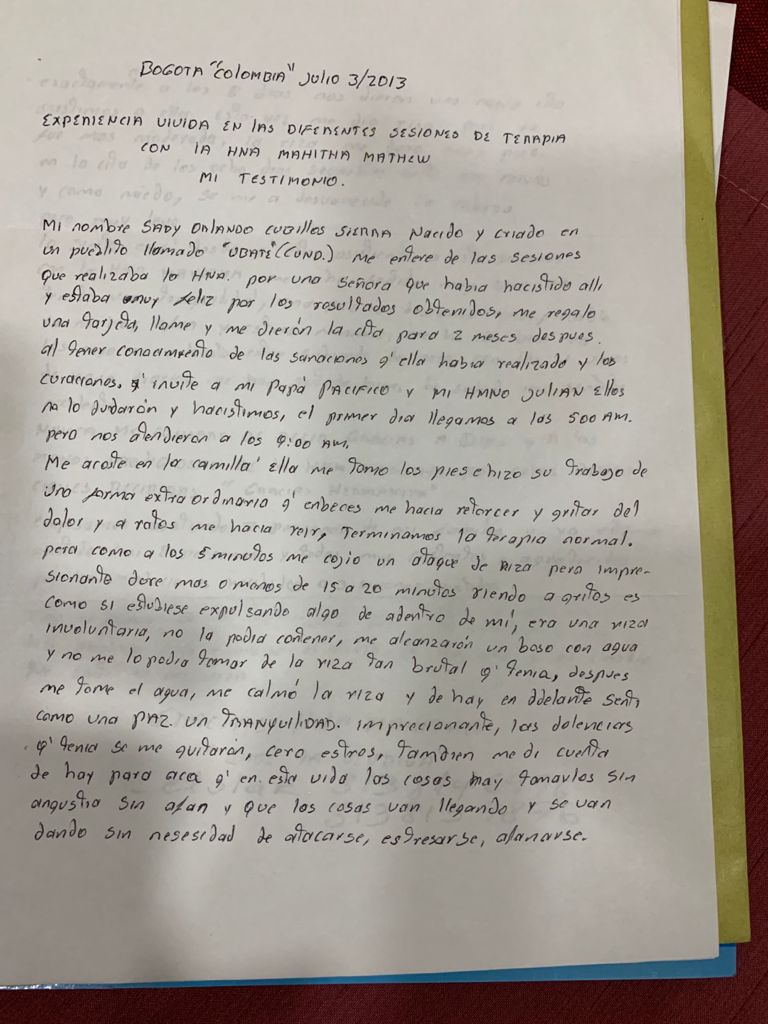 BOGOTA "COLOMBIA" JULIO 3/2013
EXPERIENCIA VIVIDA EN LAS DIFERENTES SESIONES DE TERAPIA
CON LA HNA MAHITHA MATHEW
MI TESTIMONIO.
Mi nombre SADY ORLANDO CUBILLOS SIERRA Nacido y criado en
un pueblito llamado "UBATE" (CUND.) me entere de las sesiones
que realizaba la HNA. por una señora que habia hacistido alli
y estaba muy feliz por los resultados obtenidos, me regalo
una tarjeta, llame y me dierón la cita para 2 meses despues.
al tener conocimiento de las sanaciones q' ella habia realizado y las
curaciones. invite a mi Papá PACIFICO y MI HMNO JULIAN Ellos
no lo dudarón y hacistimos, el primer dia llegamos a las 500 AM.
pero nos atendieron a las 9:00 AM.
Me acoste en la camilla' Ella me tomo los pies e hizo su trabajo de
una forma extra ordinaria q' enbeces me hacia retorcer y gritar del
dolor y a ratos me hacia reir, Terminamos la terapia normal.
pero como a los 5 minutos me cojio un ataque de riza pero impre-
sionante dure mas o menos de 15 a 20 minutos riendo a gritos es
como si estubiese expulsando algo de adentro de mí, era una riza
involuntaria, no la podia contener, me alcanzarón un baso con agua
y no me lo podia tomar de la riza tan brutal q' tenia, despues
me tome el agua, me calmó la riza y de hay en ddelante senti
como una PAZ. UN TRANQUILIDAD. imprecionante, las dolencias
q' tenia se me quitarón, cero estros, tambien me di cuenta
de hay para aca q' en esta vida las cosas hay tomarlos sin
angustia sin afan y que las cosas van llegando y se van
dando sin nesesidad de atacarse, estresarse, afanarse.